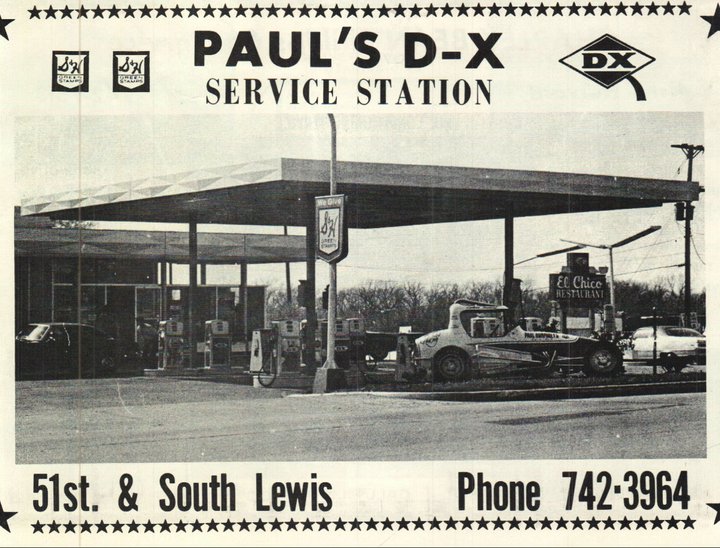 PAUL'S D-X
SERVICE STATION
S&H
GREEN
STAMPS
S&H
GREEN
STAMPS
DX
We Give
S&H
GREEN
STAMPS
El Chico
RESTAURANT
51st. & South Lewis
Phone 742-3964